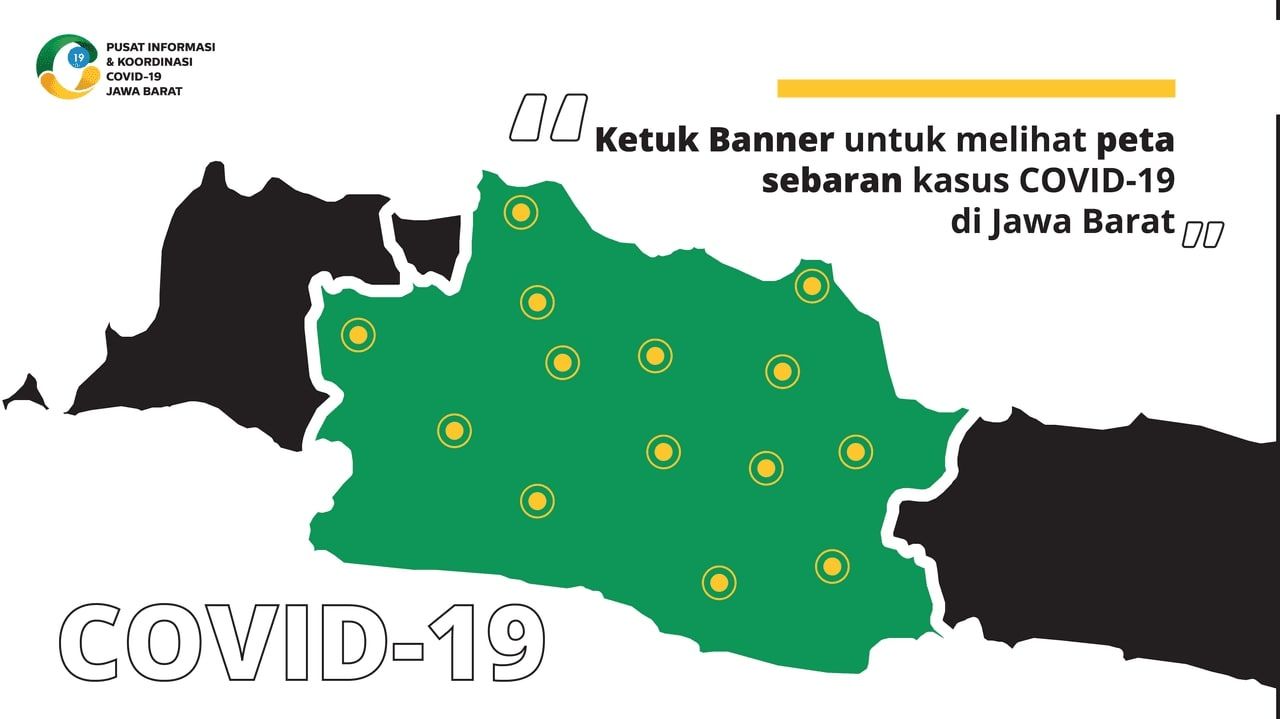 19
PUSAT INFORMASI
& KOORDINASI
COVID-19
JAWA BARAT
"Ketuk Banner untuk melihat peta
sebaran kasus COVID-19
di Jawa Barat"
COVID-19